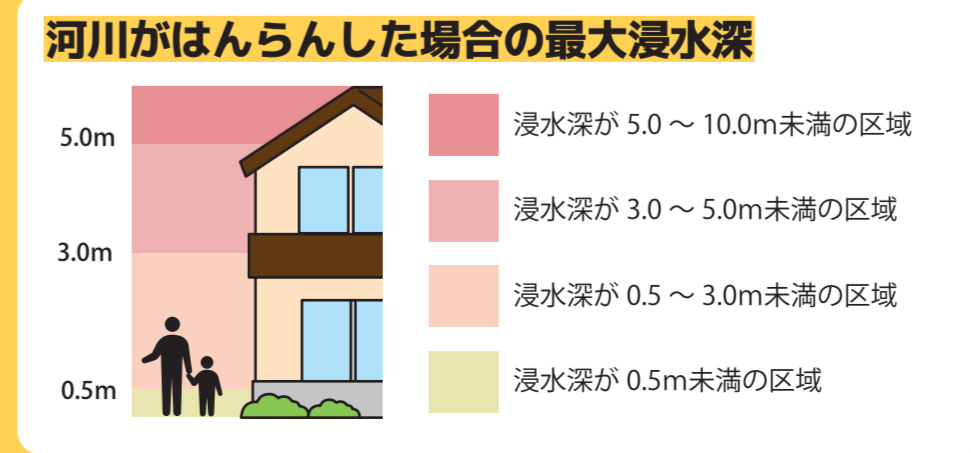 河川がはんらんした場合の最大浸水深
5.0m
3.0m
0.5m
浸水深が 5.0 ～ 10.0m未満の区域
浸水深が 3.0 ～ 5.0m未満の区域
浸水深が 0.5 ～ 3.0m未満の区域
浸水深が 0.5m未満の区域